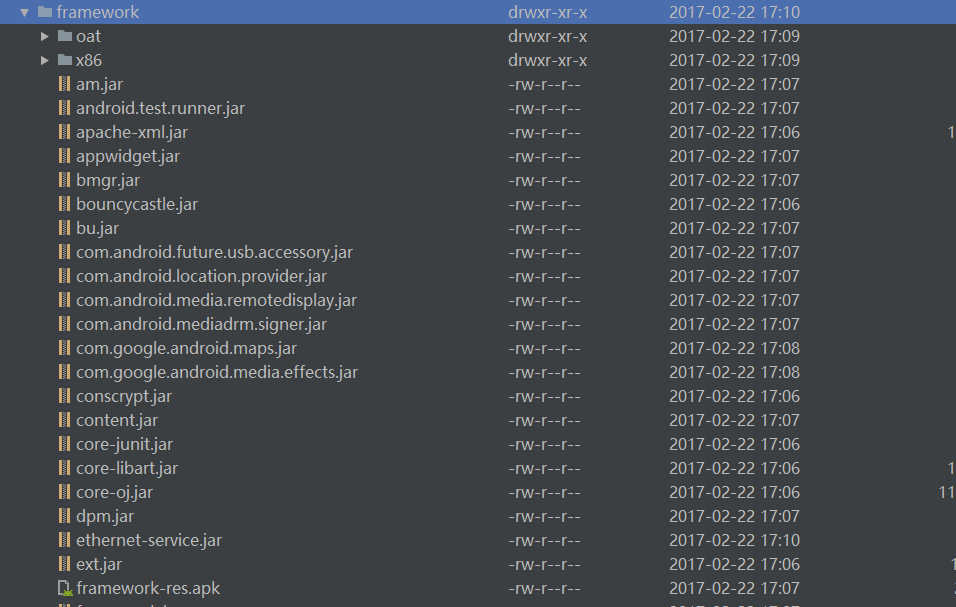 framework drwxr-xr-x 2017-02-22 17:10
oat drwxr-xr-x 2017-02-22 17:09
x86 drwxr-xr-x 2017-02-22 17:09
am.jar -rw-r--r-- 2017-02-22 17:07
android.test.runner.jar -rw-r--r-- 2017-02-22 17:07
apache-xml.jar -rw-r--r-- 2017-02-22 17:06 1
appwidget.jar -rw-r--r-- 2017-02-22 17:07
bmgr.jar -rw-r--r-- 2017-02-22 17:07
bouncycastle.jar -rw-r--r-- 2017-02-22 17:06
bu.jar -rw-r--r-- 2017-02-22 17:07
com.android.future.usb.accessory.jar -rw-r--r-- 2017-02-22 17:07
com.android.location.provider.jar -rw-r--r-- 2017-02-22 17:07
com.android.media.remotedisplay.jar -rw-r--r-- 2017-02-22 17:07
com.android.mediadrm.signer.jar -rw-r--r-- 2017-02-22 17:07
com.google.android.maps.jar -rw-r--r-- 2017-02-22 17:08
com.google.android.media.effects.jar -rw-r--r-- 2017-02-22 17:08
conscrypt.jar -rw-r--r-- 2017-02-22 17:06
content.jar -rw-r--r-- 2017-02-22 17:07
core-junit.jar -rw-r--r-- 2017-02-22 17:06
core-libart.jar -rw-r--r-- 2017-02-22 17:06 1
core-oj.jar -rw-r--r-- 2017-02-22 17:06 11
dpm.jar -rw-r--r-- 2017-02-22 17:07
ethernet-service.jar -rw-r--r-- 2017-02-22 17:10
ext.jar -rw-r--r-- 2017-02-22 17:06 1
framework-res.apk -rw-r--r-- 2017-02-22 17:07